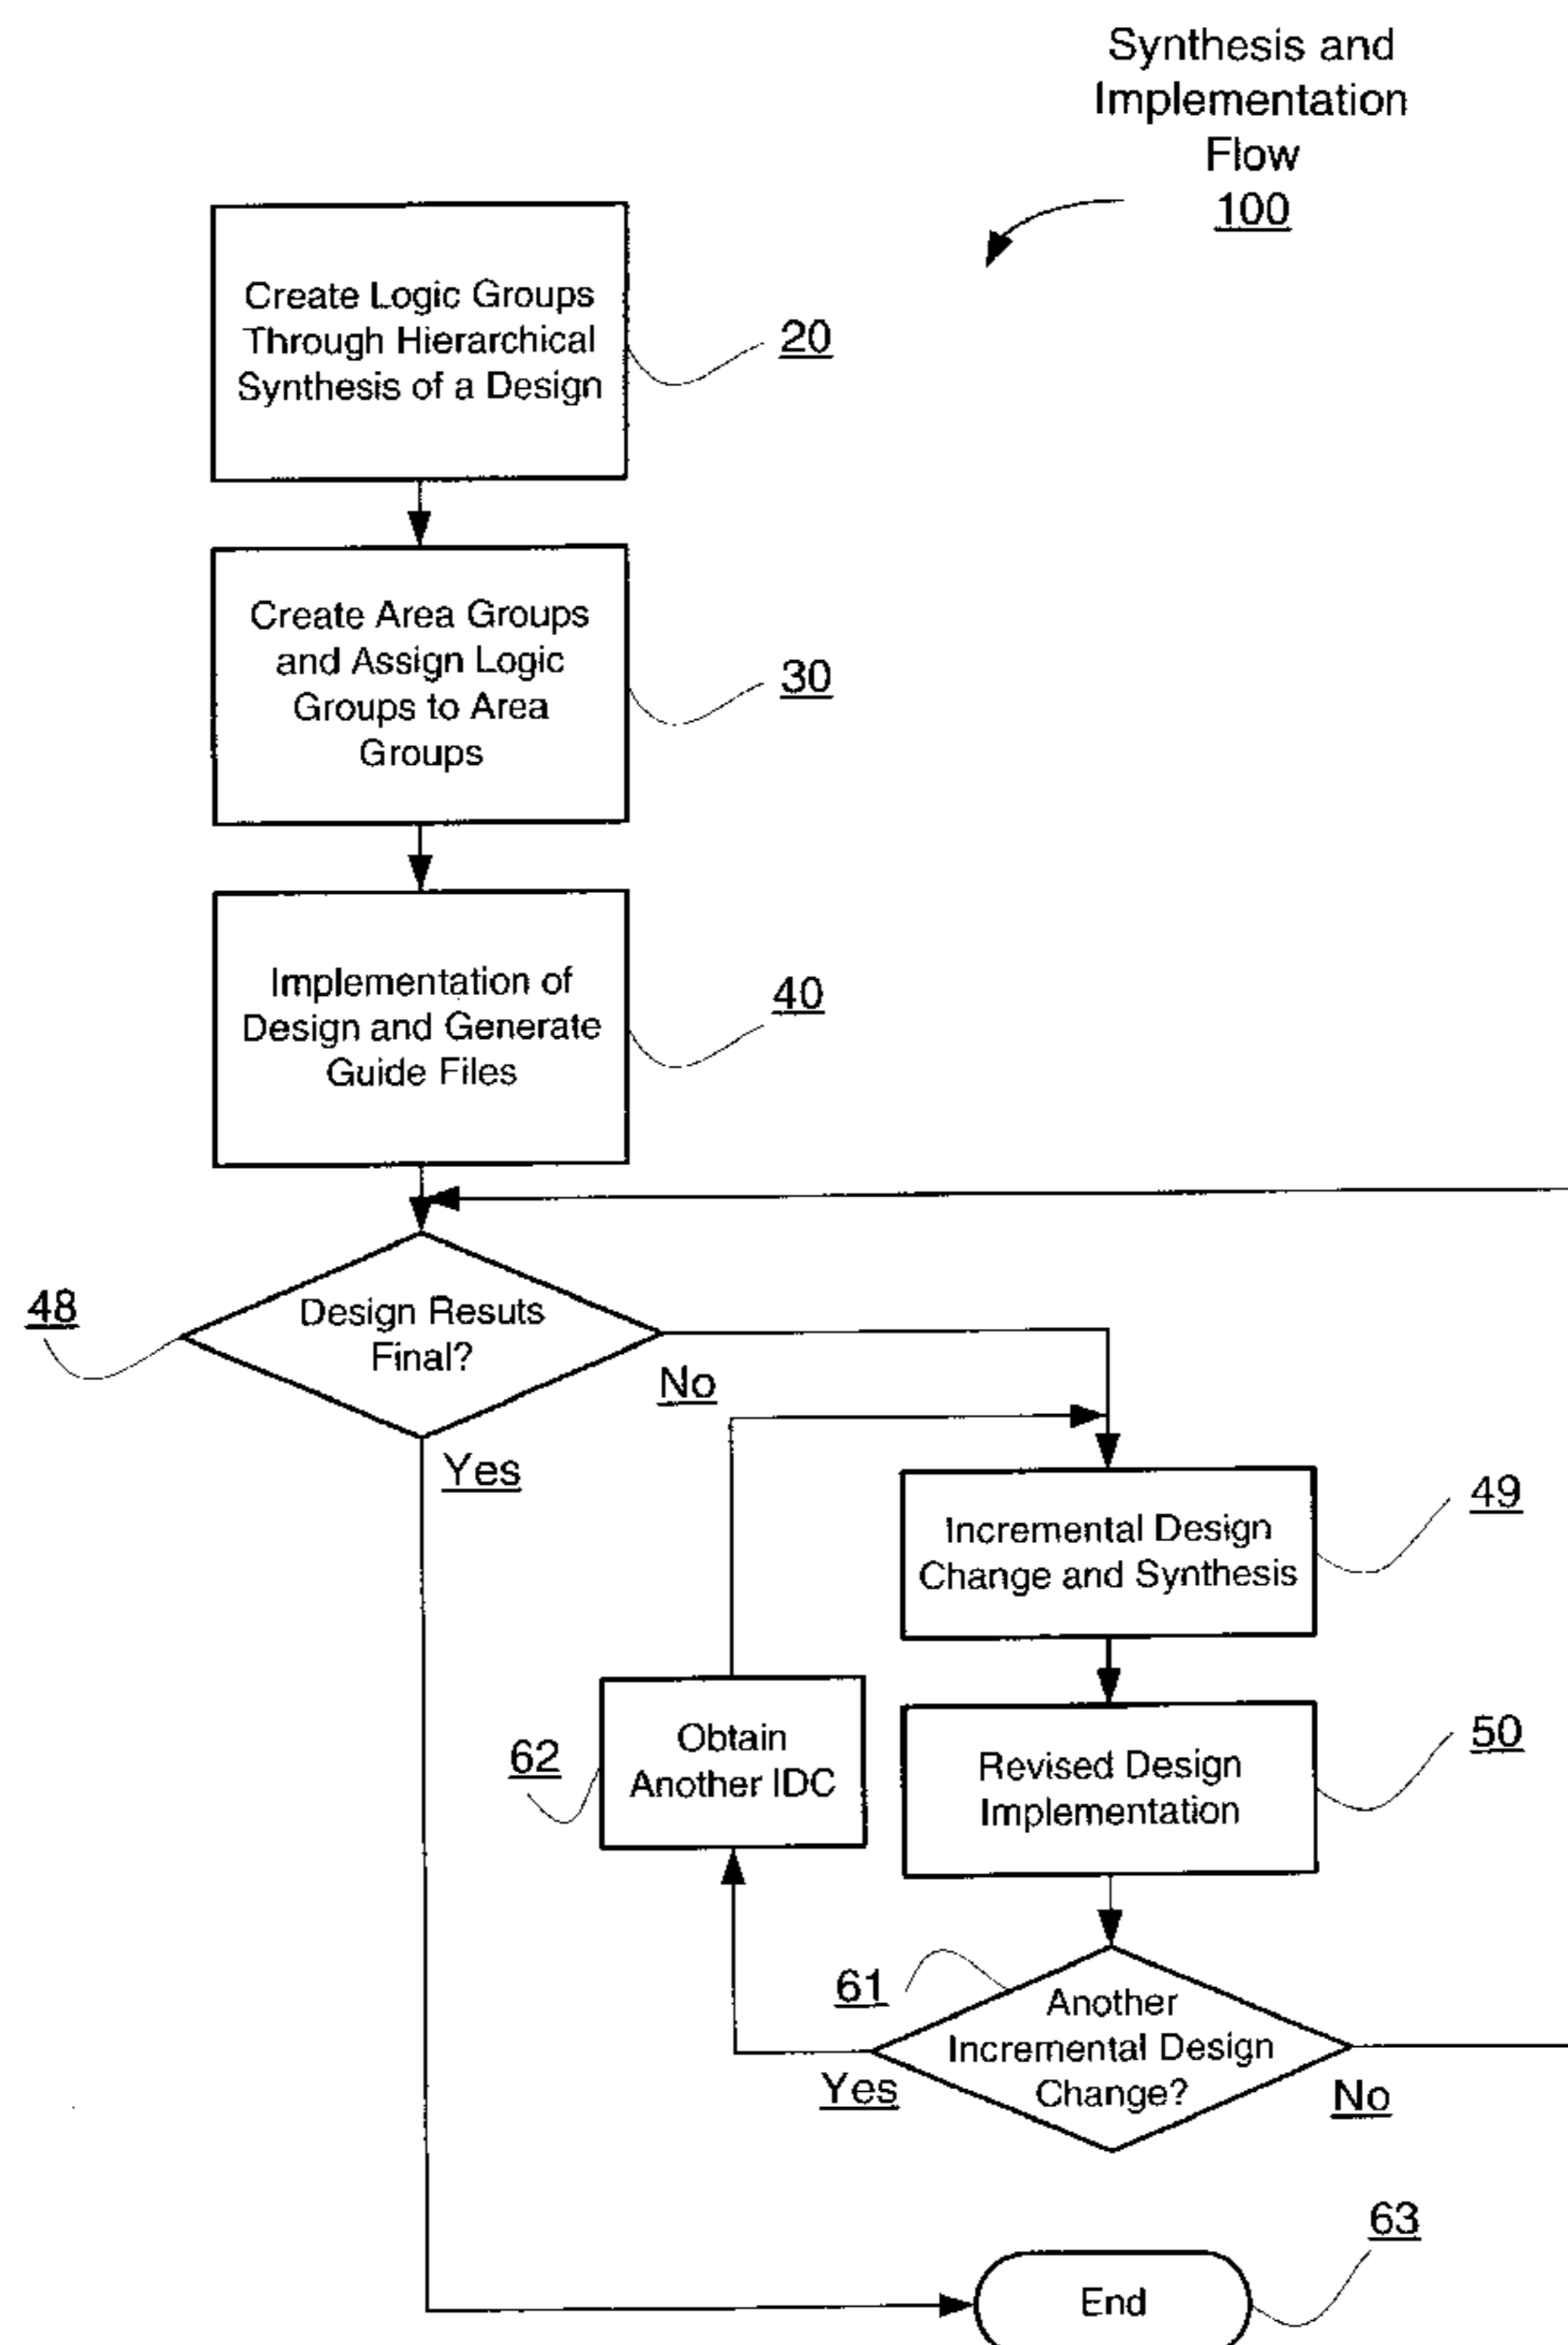 Synthesis and
Implementation
Flow
100
Create Logic Groups
Through Hierarchical
Synthesis of a Design
20
Create Area Groups
and Assign Logic
Groups to Area
Groups
30
Implementation of
Design and Generate
Guide Files
40
48
Design Resuts
Final?
No
Yes
Incremental Design
Change and Synthesis
49
Obtain
Another IDC
62
Revised Design
Implementation
50
61
Another
Incremental Design
Change?
Yes
No
63
End